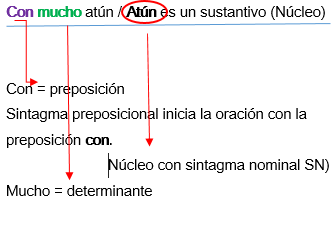 Con mucho atún / Atún es un sustantivo (Núcleo)
Con = preposición
Sintagma preposicional inicia la oración con la
preposición con.
Núcleo con sintagma nominal SN)
Mucho = determinante